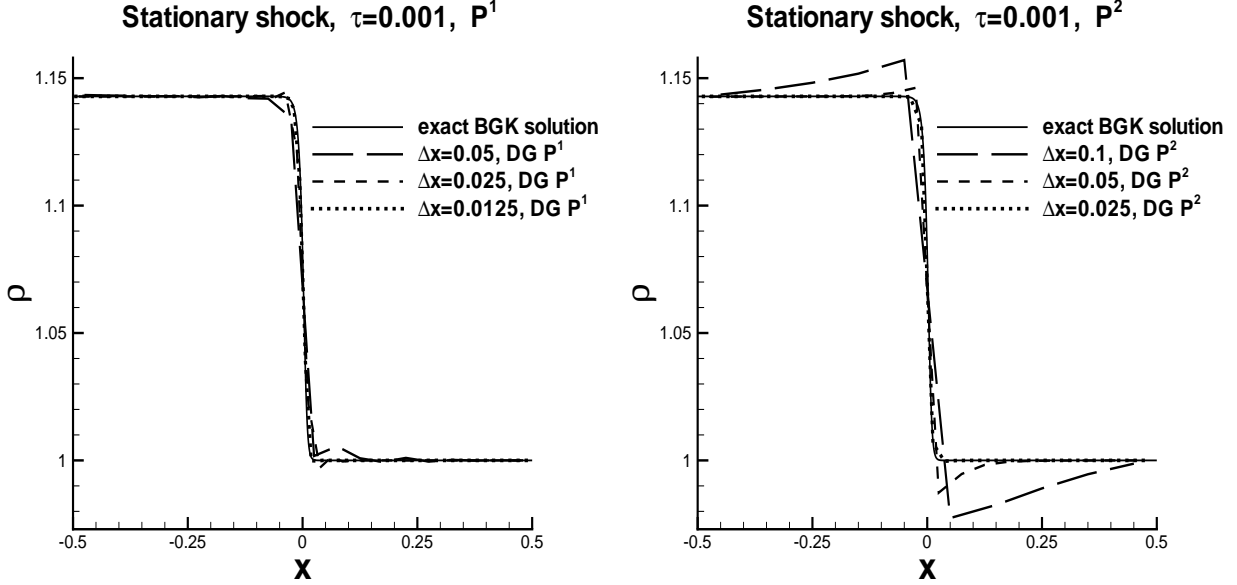 Stationary shock, τ=0.001, P¹
1.15
1.1
1.05
1
ρ
exact BGK solution
Δx=0.05, DG P¹
Δx=0.025, DG P¹
Δx=0.0125, DG P¹
-0.5
-0.25
0
0.25
0.5
x
Stationary shock, τ=0.001, P²
1.15
1.1
1.05
1
ρ
exact BGK solution
Δx=0.1, DG P²
Δx=0.05, DG P²
Δx=0.025, DG P²
-0.5
-0.25
0
0.25
0.5
x